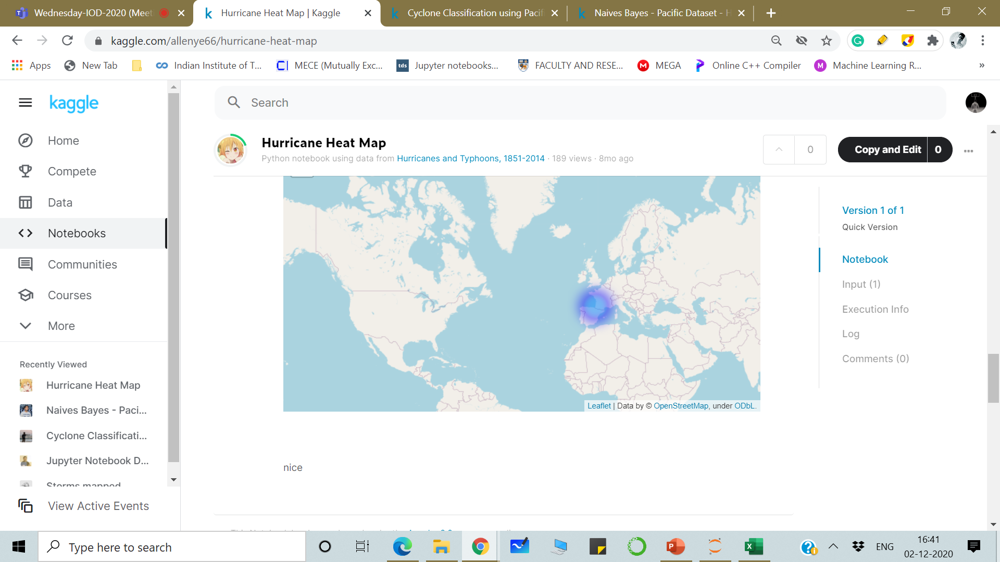 Wednesday-IOD-2020 (Meet
Hurricane Heat Map | Kaggle
Cyclone Classification using Pacif
Naives Bayes - Pacific Dataset - H
kaggle.com/allenye66/hurricane-heat-map
Apps
New Tab
Indian Institute of T...
MECE (Mutually Exc...
tds
Jupyter notebooks...
FACULTY AND RESE...
MEGA
Online C++ Compiler
Machine Learning R...
»
kaggle
Search
Home
Compete
Data
Notebooks
Communities
Courses
More
Recently Viewed
Hurricane Heat Map
Naives Bayes - Paci...
Cyclone Classificati...
Jupyter Notebook D...
Storms mapped
View Active Events
Hurricane Heat Map
Python notebook using data from Hurricanes and Typhoons, 1851-2014 · 189 views · 8mo ago
0
Copy and Edit
0
Leaflet | Data by © OpenStreetMap, under ODbL.
nice
Version 1 of 1
Quick Version
Notebook
Input (1)
Execution Info
Log
Comments (0)
Type here to search
ENG
16:41
02-12-2020